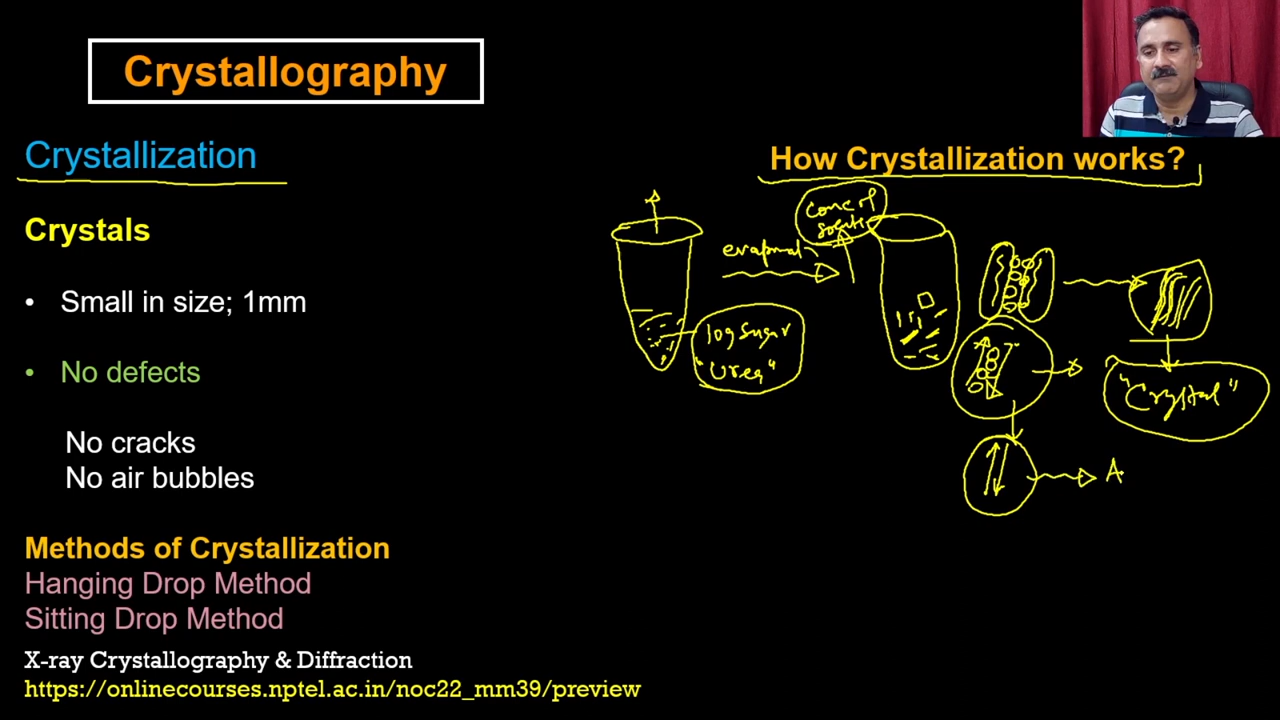 Crystallography
Crystallization
Crystals
• Small in size; 1mm
• No defects
No cracks
No air bubbles
Methods of Crystallization
Hanging Drop Method
Sitting Drop Method
X-ray Crystallography & Diffraction
https://onlinecourses.nptel.ac.in/noc22_mm39/preview
How Crystallization works?
Conc of
10g sugar
"Urea"
"Crystal"
A